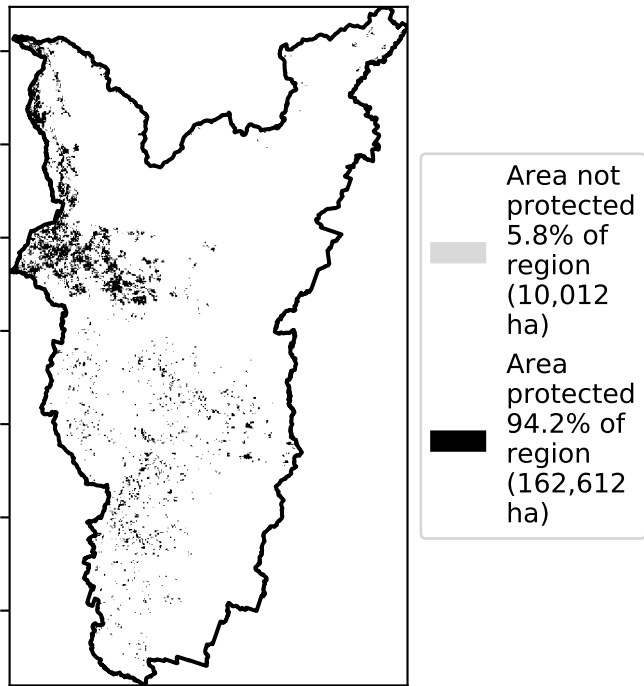 Area not
protected
5.8% of
region
(10,012
ha)
Area
protected
94.2% of
region
(162,612
ha)